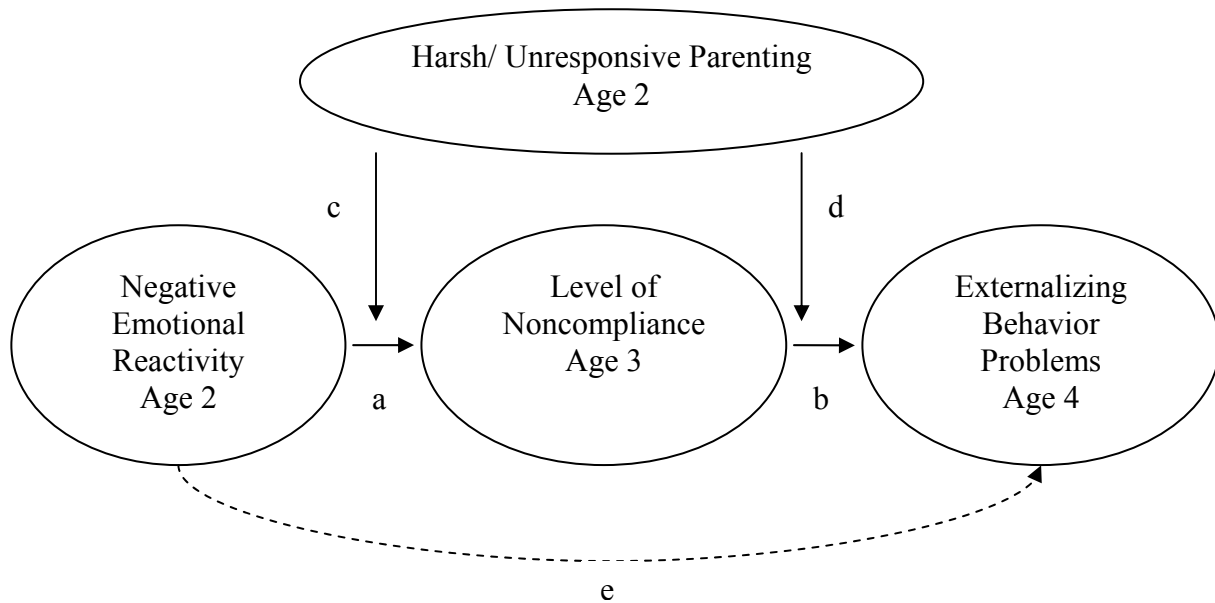 Harsh/ Unresponsive Parenting
Age 2
c
d
Negative
Emotional
Reactivity
Age 2
a
Level of
Noncompliance
Age 3
b
Externalizing
Behavior
Problems
Age 4
e